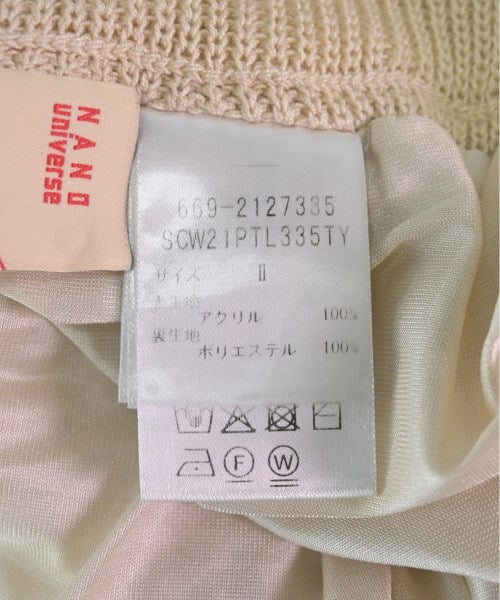 NANO
universe
669-2127335
SCW21PTL335TY
サイズ II
表生地
アクリル 100%
裏生地
ポリエステル 100%
F W